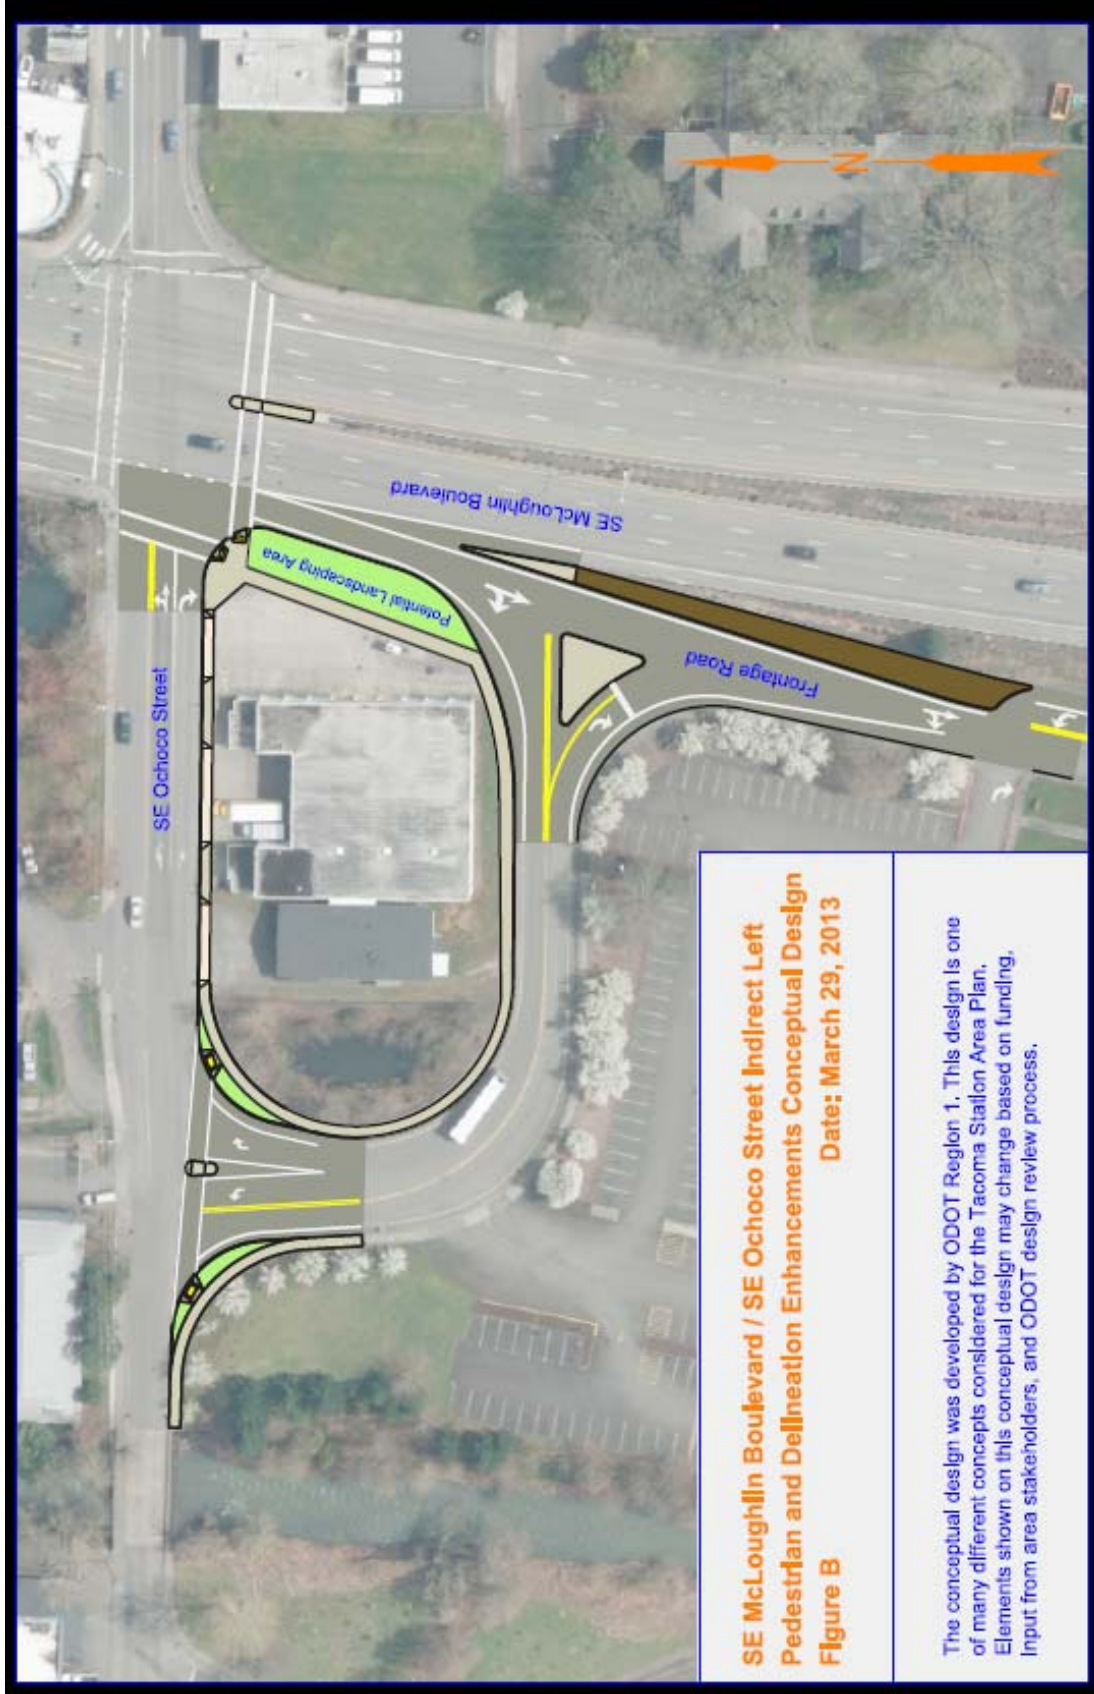 N
SE McLoughlin Boulevard
Potential Landscaping Area
SE Ochoco Street
Frontage Road
SE McLoughlin Boulevard / SE Ochoco Street Indirect Left
Pedestrian and Delineation Enhancements Conceptual Design
Figure B Date: March 29, 2013
The conceptual design was developed by ODOT Region 1. This design is one
of many different concepts considered for the Tacoma Station Area Plan.
Elements shown on this conceptual design may change based on funding,
input from area stakeholders, and ODOT design review process.